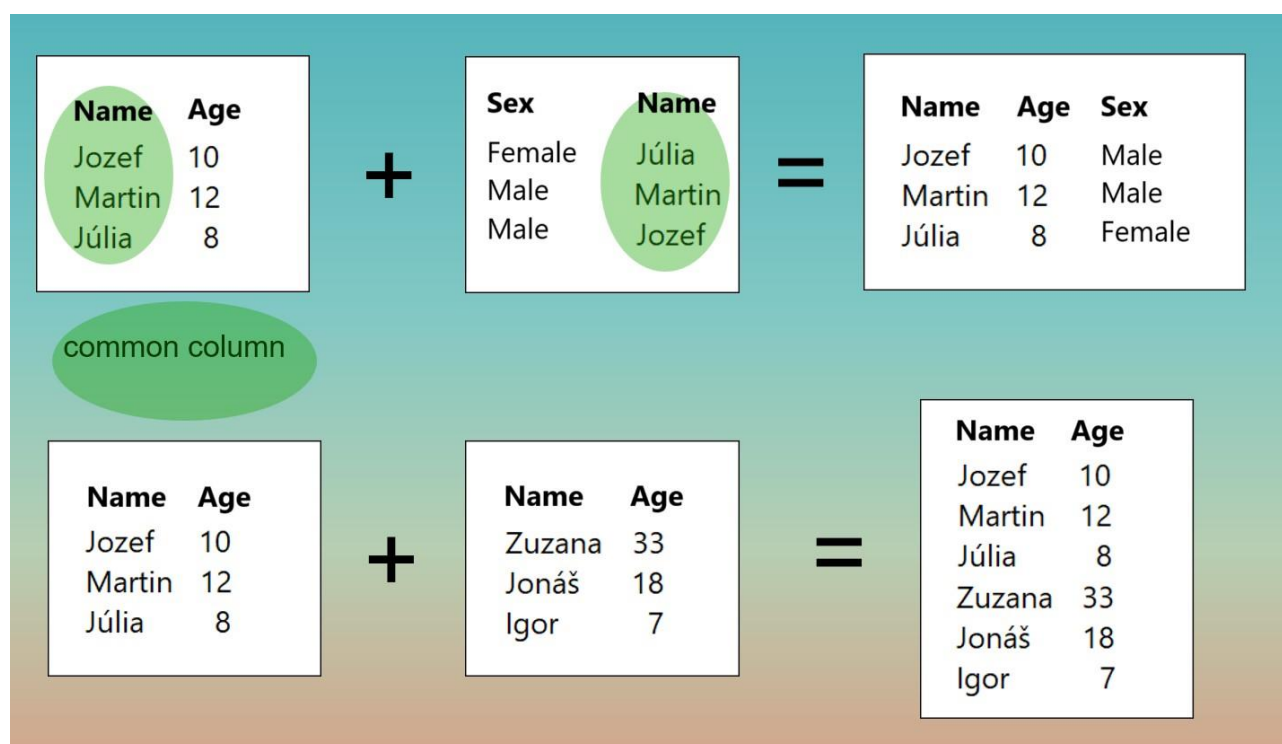 Name Age
Jozef 10
Martin 12
Júlia 8
+
Sex Name
Female Júlia
Male Martin
Male Jozef
=
Name Age Sex
Jozef 10 Male
Martin 12 Male
Júlia 8 Female
common column
Name Age
Jozef 10
Martin 12
Júlia 8
+
Name Age
Zuzana 33
Jonáš 18
Igor 7
=
Name Age
Jozef 10
Martin 12
Júlia 8
Zuzana 33
Jonáš 18
Igor 7